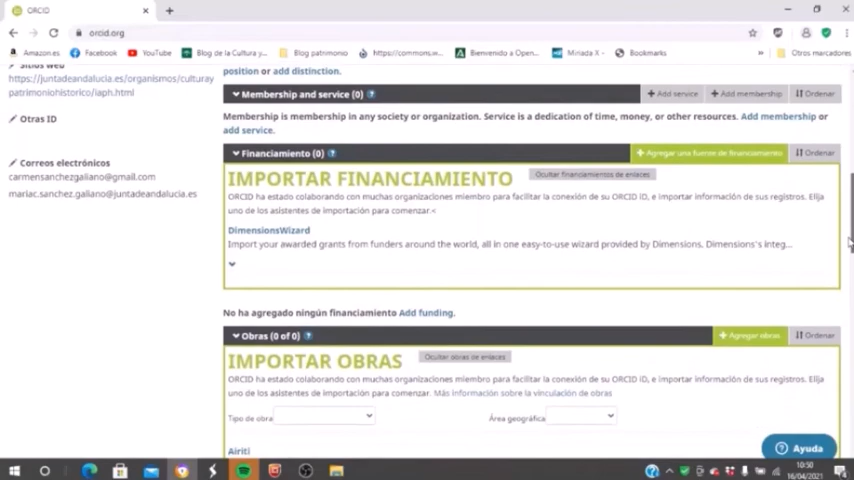 ORCID
orcid.org
Amazon.es
Facebook
YouTube
Blog de la Cultura y...
Blog patrimonio
https://commons.w...
Bienvenido a Open...
Miriada X -
Bookmarks
»
Otros marcadores
Sitios web
https://juntadeandalucia.es/organismos/culturay
patrimoniohistorico/iaph.html
Otras ID
Correos electrónicos
carmensanchezgaliano@gmail.com
mariac.sanchez.galiano@juntadeandalucia.es
position or add distinction.
Membership and service (0)
Add service
Add membership
Ordenar
Membership is membership in any society or organization. Service is a dedication of time, money, or other resources. Add membership or
add service.
Financiamiento (0)
Agregar una fuente de financiamiento
Ordenar
IMPORTAR FINANCIAMIENTO
Ocultar financiamientos de enlaces
ORCID ha estado colaborando con muchas organizaciones miembro para facilitar la conexión de su ORCID iD, e importar información de sus registros. Elija
uno de los asistentes de importación para comenzar.<
DimensionsWizard
Import your awarded grants from funders around the world, all in one easy-to-use wizard provided by Dimensions. Dimensions's integ...
No ha agregado ningún financiamiento Add funding.
Obras (0 of 0)
Agregar obras
Ordenar
IMPORTAR OBRAS
Ocultar obras de enlaces
ORCID ha estado colaborando con muchas organizaciones miembro para facilitar la conexión de su ORCID iD, e importar información de sus registros. Elija
uno de los asistentes de importación para comenzar. Más información sobre la vinculación de obras
Tipo de obra
Área geográfica
Airiti
Ayuda
10:50
16/04/2021